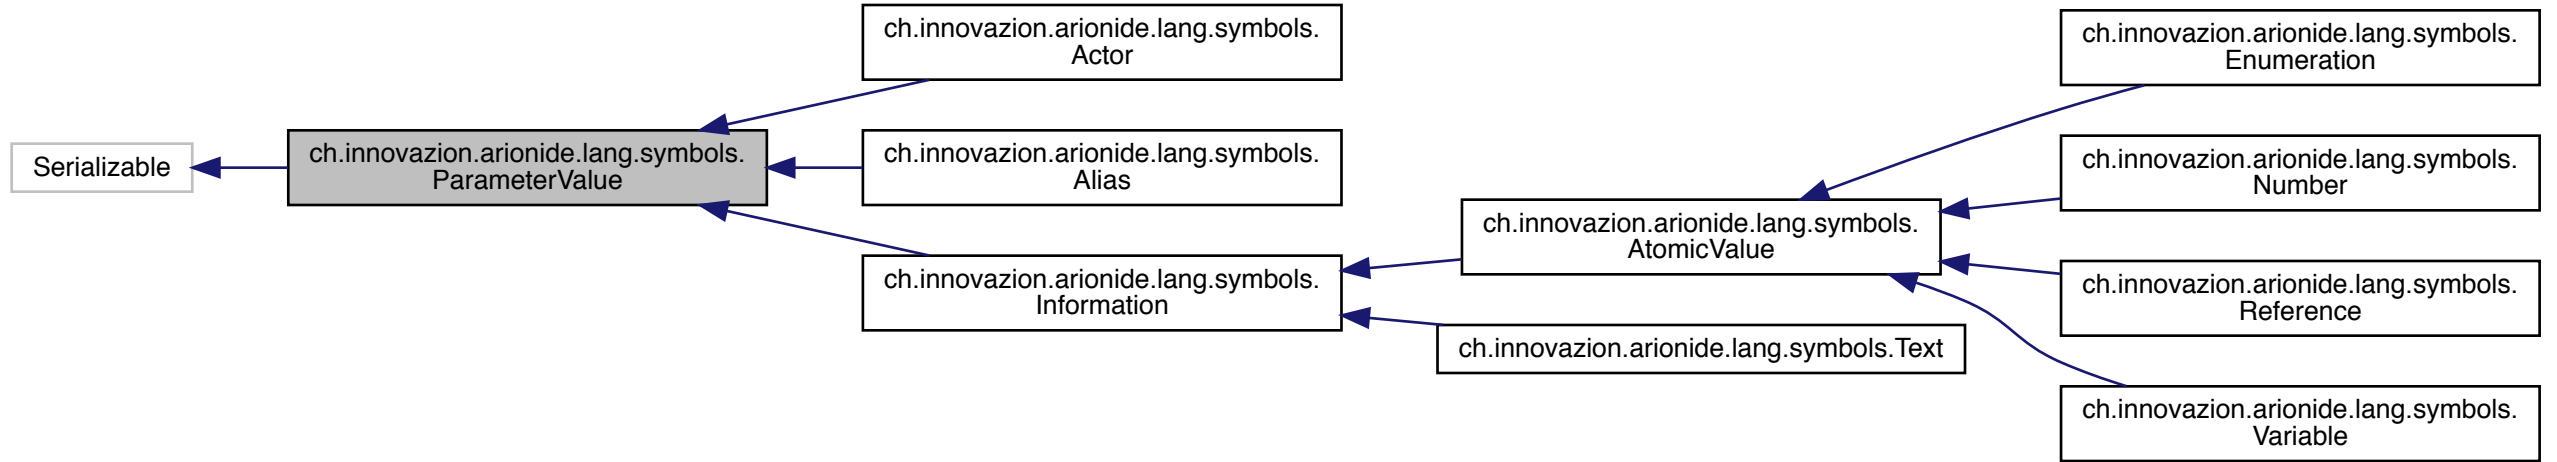 Serializable
ch.innovazion.arionide.lang.symbols.
ParameterValue
ch.innovazion.arionide.lang.symbols.
Actor
ch.innovazion.arionide.lang.symbols.
Alias
ch.innovazion.arionide.lang.symbols.
Information
ch.innovazion.arionide.lang.symbols.
AtomicValue
ch.innovazion.arionide.lang.symbols.Text
ch.innovazion.arionide.lang.symbols.
Enumeration
ch.innovazion.arionide.lang.symbols.
Number
ch.innovazion.arionide.lang.symbols.
Reference
ch.innovazion.arionide.lang.symbols.
Variable